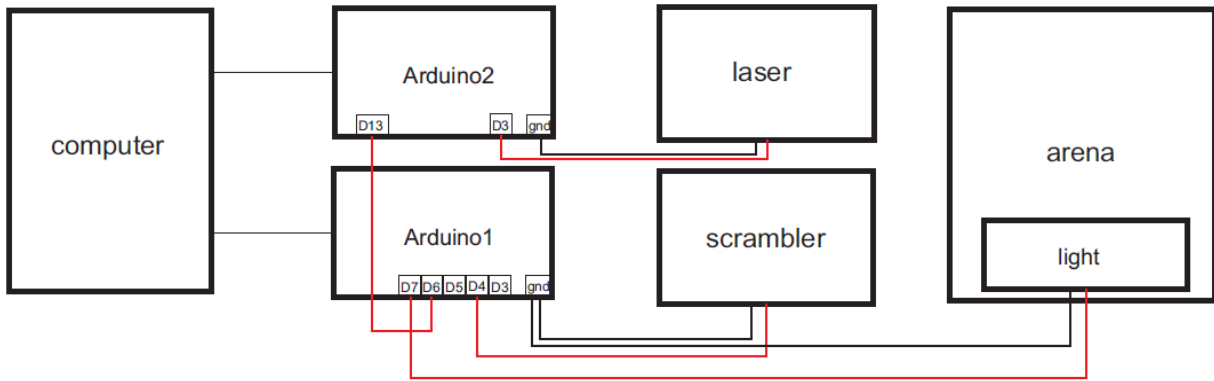 computer
Arduino2
D13 D3 gnd
laser
arena
light
Arduino1
D7 D6 D5 D4 D3 gnd
scrambler